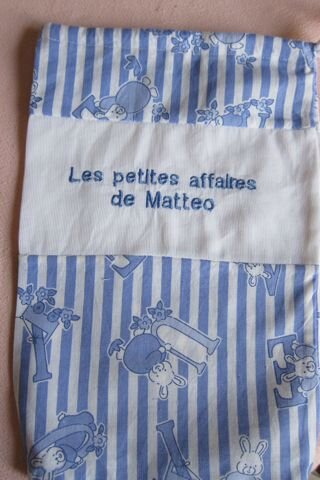 Les petites affaires
de Matteo